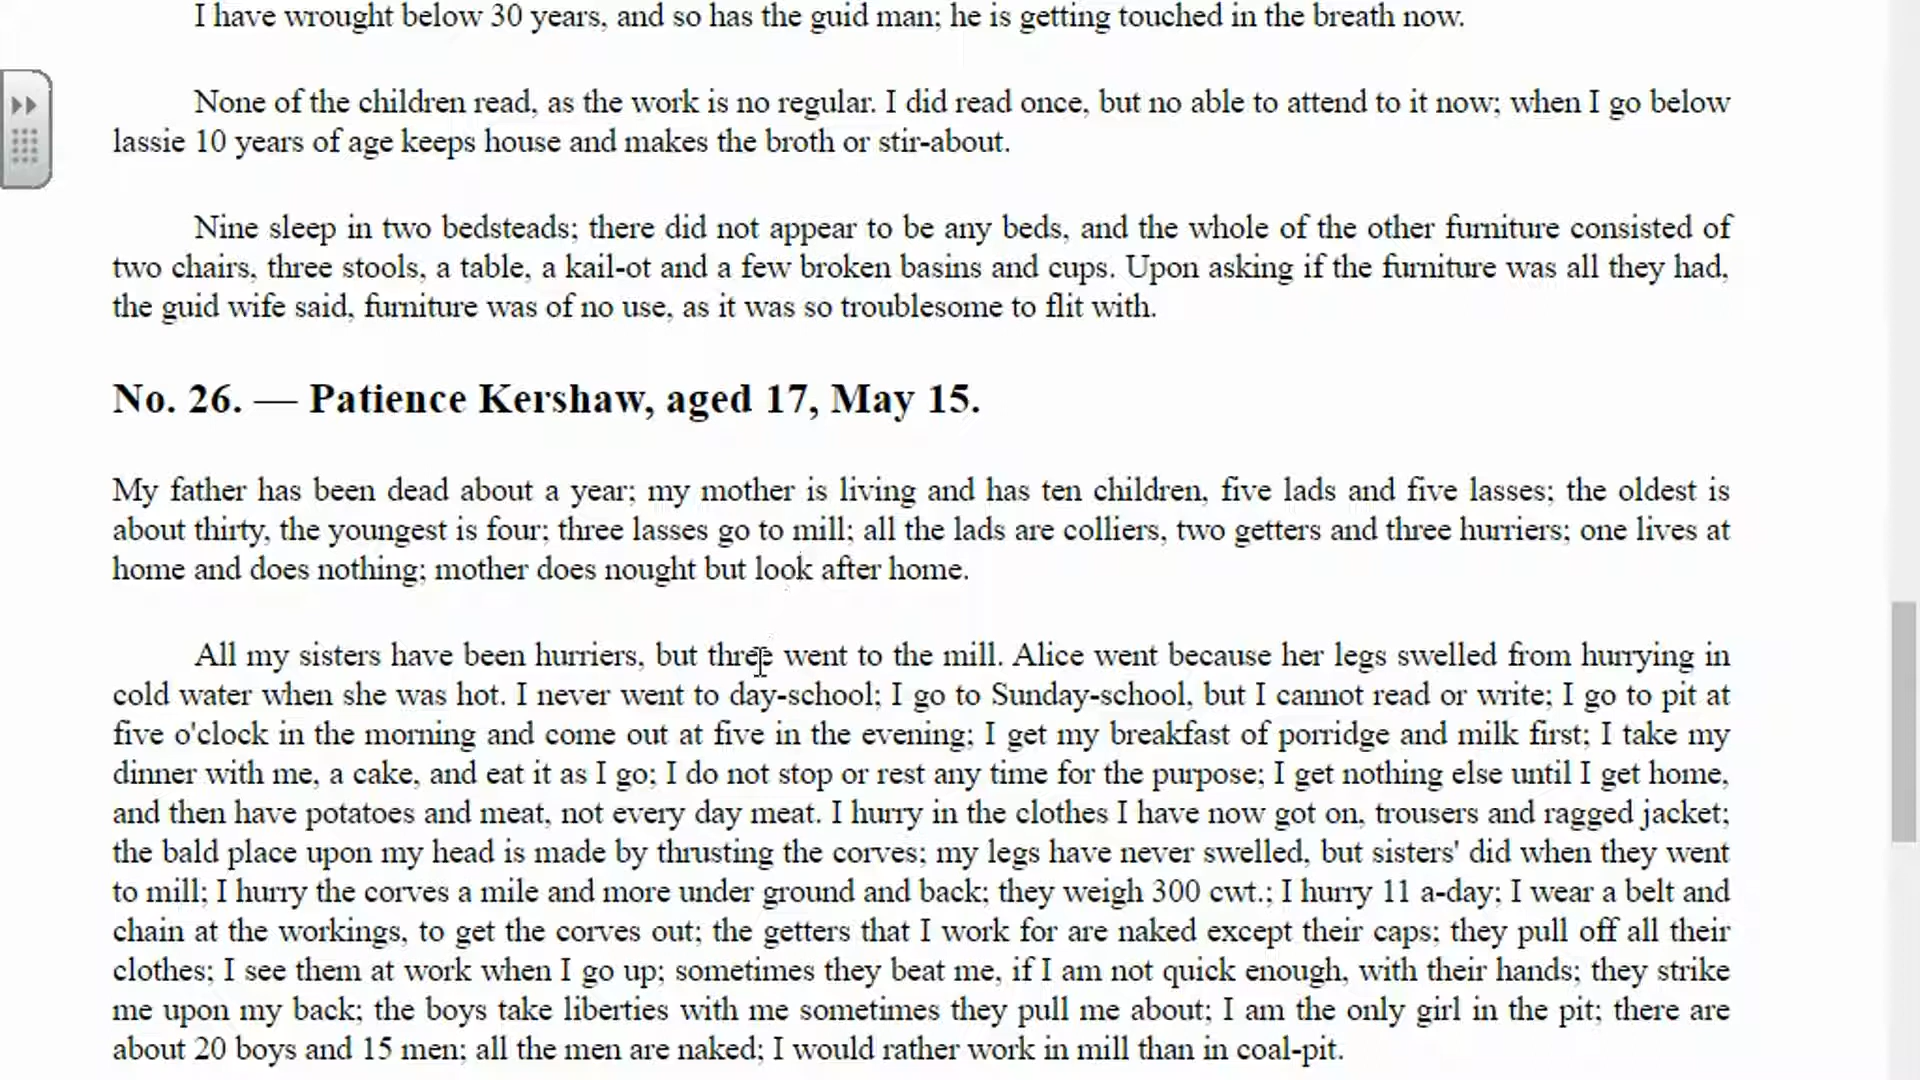 I have wrought below 30 years, and so has the guid man; he is getting touched in the breath now.
None of the children read, as the work is no regular. I did read once, but no able to attend to it now; when I go below
lassie 10 years of age keeps house and makes the broth or stir-about.
Nine sleep in two bedsteads; there did not appear to be any beds, and the whole of the other furniture consisted of
two chairs, three stools, a table, a kail-ot and a few broken basins and cups. Upon asking if the furniture was all they had,
the guid wife said, furniture was of no use, as it was so troublesome to flit with.
No. 26. — Patience Kershaw, aged 17, May 15.
My father has been dead about a year; my mother is living and has ten children, five lads and five lasses; the oldest is
about thirty, the youngest is four; three lasses go to mill; all the lads are colliers, two getters and three hurriers; one lives at
home and does nothing; mother does nought but look after home.
All my sisters have been hurriers, but three went to the mill. Alice went because her legs swelled from hurrying in
cold water when she was hot. I never went to day-school; I go to Sunday-school, but I cannot read or write; I go to pit at
five o'clock in the morning and come out at five in the evening; I get my breakfast of porridge and milk first; I take my
dinner with me, a cake, and eat it as I go; I do not stop or rest any time for the purpose; I get nothing else until I get home,
and then have potatoes and meat, not every day meat. I hurry in the clothes I have now got on, trousers and ragged jacket;
the bald place upon my head is made by thrusting the corves; my legs have never swelled, but sisters' did when they went
to mill; I hurry the corves a mile and more under ground and back; they weigh 300 cwt.; I hurry 11 a-day; I wear a belt and
chain at the workings, to get the corves out; the getters that I work for are naked except their caps; they pull off all their
clothes; I see them at work when I go up; sometimes they beat me, if I am not quick enough, with their hands; they strike
me upon my back; the boys take liberties with me sometimes they pull me about; I am the only girl in the pit; there are
about 20 boys and 15 men; all the men are naked; I would rather work in mill than in coal-pit.